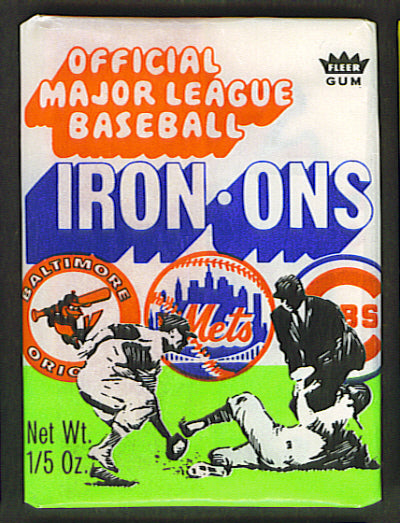 OFFICIAL
MAJOR LEAGUE
BASEBALL
FLEER
GUM
IRON·ONS
BALTIMORE
ORIO
Mets
BS
Net Wt.
1/5 Oz.